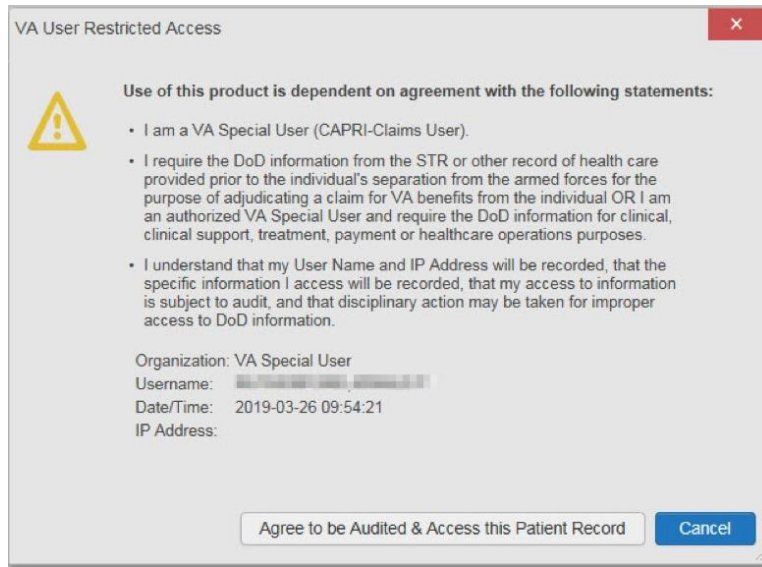 VA User Restricted Access
Use of this product is dependent on agreement with the following statements:
• I am a VA Special User (CAPRI-Claims User).
• I require the DoD information from the STR or other record of health care
provided prior to the individual's separation from the armed forces for the
purpose of adjudicating a claim for VA benefits from the individual OR I am
an authorized VA Special User and require the DoD information for clinical,
clinical support, treatment, payment or healthcare operations purposes.
• I understand that my User Name and IP Address will be recorded, that the
specific information I access will be recorded, that my access to information
is subject to audit, and that disciplinary action may be taken for improper
access to DoD information.
Organization: VA Special User
Username:
Date/Time: 2019-03-26 09:54:21
IP Address:
Agree to be Audited & Access this Patient Record
Cancel